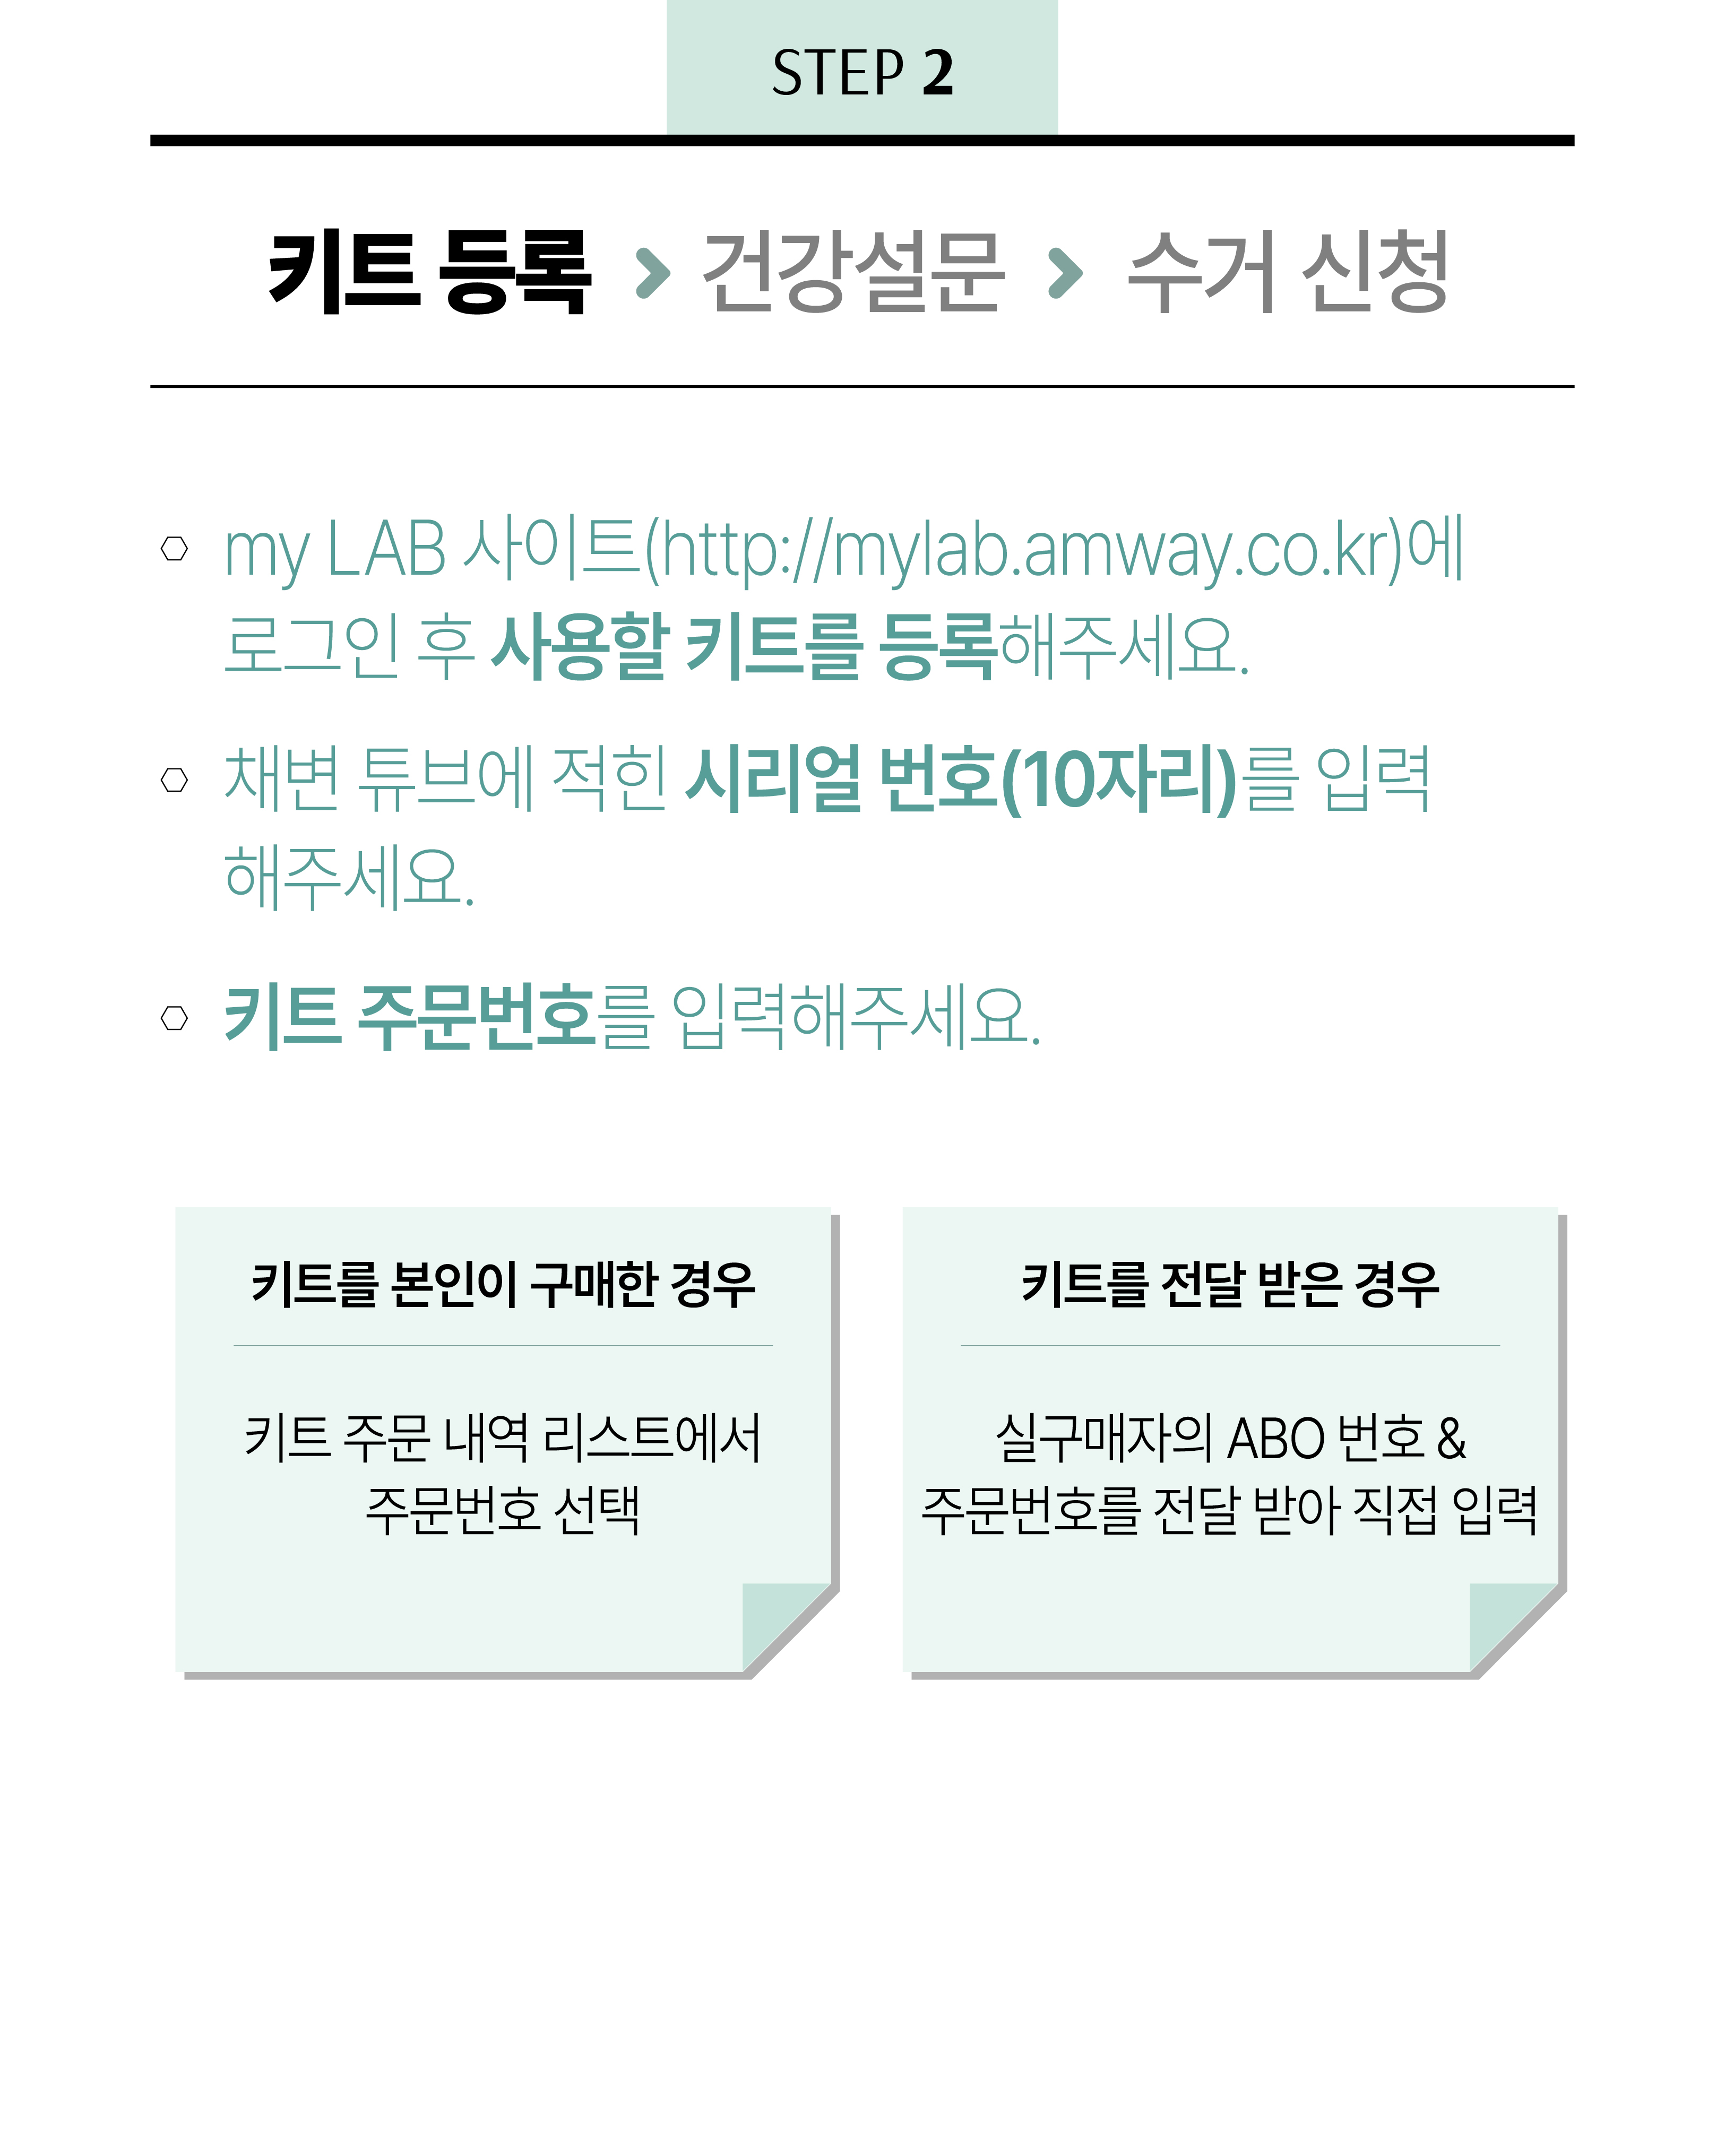 STEP 2
키트 등록 > 건강설문 > 수거 신청
my LAB 사이트(http://mylab.amway.co.kr)에
로그인 후 사용할 키트를 등록해주세요.
채변 튜브에 적힌 시리얼 번호(10자리)를 입력
해주세요.
키트 주문번호를 입력해주세요.
키트를 본인이 구매한 경우
키트 주문 내역 리스트에서
주문번호 선택
키트를 전달 받은 경우
실구매자의 ABO 번호 &
주문번호를 전달 받아 직접 입력